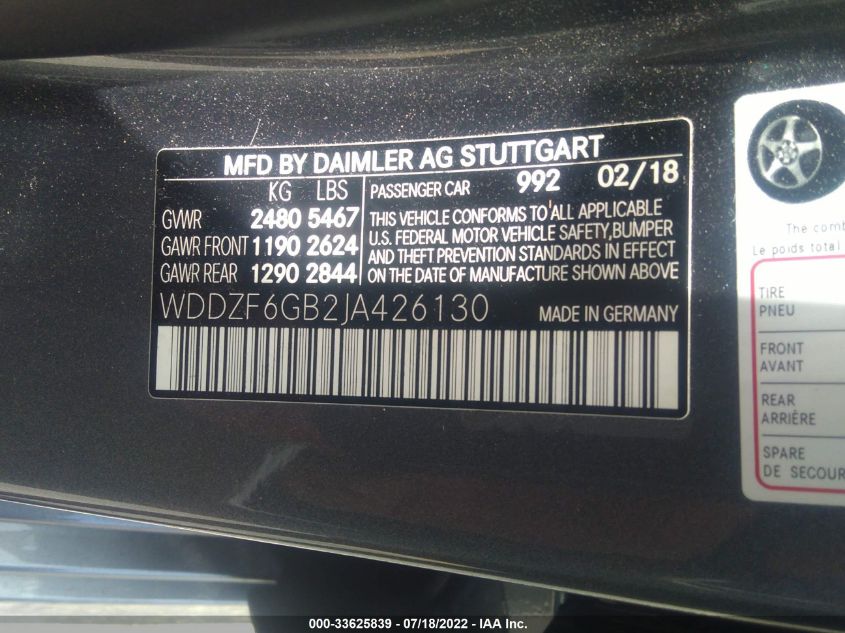 MFD BY DAIMLER AG STUTTGART
KG LBS
GVWR 2480 5467
GAWR FRONT 1190 2624
GAWR REAR 1290 2844
PASSENGER CAR 992 02/18
THIS VEHICLE CONFORMS TO ALL APPLICABLE
U.S. FEDERAL MOTOR VEHICLE SAFETY, BUMPER
AND THEFT PREVENTION STANDARDS IN EFFECT
ON THE DATE OF MANUFACTURE SHOWN ABOVE
WDDZF6GB2JA426130 MADE IN GERMANY
The comb
Le poids total
TIRE
PNEU
FRONT
AVANT
REAR
ARRIÈRE
SPARE
DE SECOUR
000-33625839 - 07/18/2022 - IAA Inc.